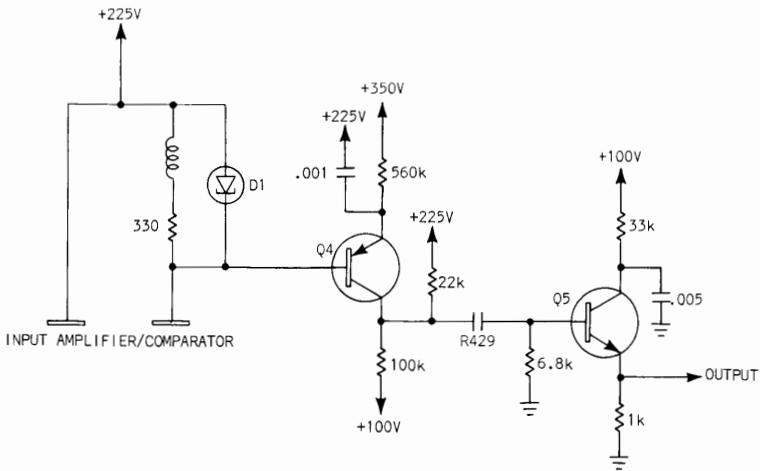 +225V
+350V
+225V
.001
560k
D1
330
Q4
+225V
22k
+100V
33k
Q5
.005
INPUT AMPLIFIER/COMPARATOR
R429
6.8k
100k
OUTPUT
1k
+100V